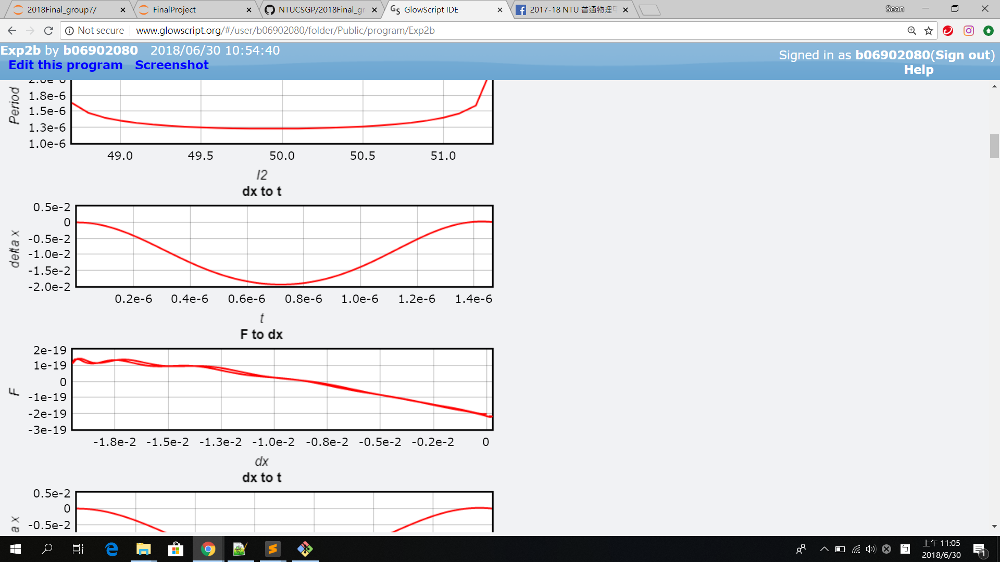 2018Final_group7/
FinalProject
NTUCSGP/2018Final_gr
GlowScript IDE
2017-18 NTU 普通物理甲
Sean
Not secure
www.glowscript.org/#/user/b06902080/folder/Public/program/Exp2b
Exp2b by b06902080 2018/06/30 10:54:40
Edit this program Screenshot
Signed in as b06902080(Sign out)
Help
2.0e-6
1.8e-6
1.5e-6
1.3e-6
1.0e-6
Period
49.0 49.5 50.0 50.5 51.0
l2
dx to t
0.5e-2
0
-0.5e-2
-1.0e-2
-1.5e-2
-2.0e-2
delta x
0.2e-6 0.4e-6 0.6e-6 0.8e-6 1.0e-6 1.2e-6 1.4e-6
t
F to dx
2e-19
1e-19
0
-1e-19
-2e-19
-3e-19
F
-1.8e-2 -1.5e-2 -1.3e-2 -1.0e-2 -0.8e-2 -0.5e-2 -0.2e-2 0
dx
dx to t
0.5e-2
0
-0.5e-2
a x
上午 11:05
2018/6/30
1